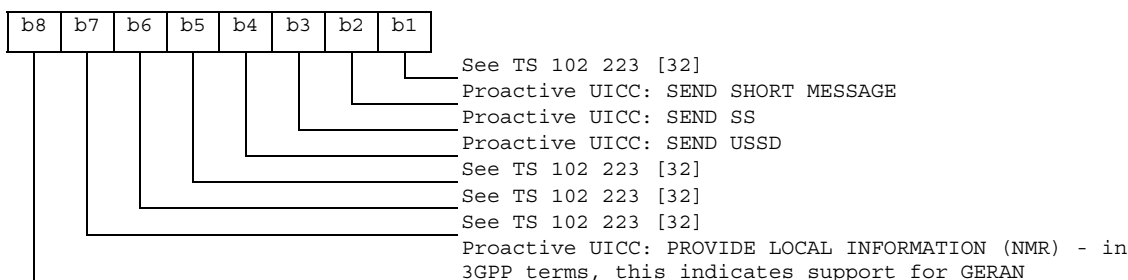 b8 b7 b6 b5 b4 b3 b2 b1
See TS 102 223 [32]
Proactive UICC: SEND SHORT MESSAGE
Proactive UICC: SEND SS
Proactive UICC: SEND USSD
See TS 102 223 [32]
See TS 102 223 [32]
See TS 102 223 [32]
Proactive UICC: PROVIDE LOCAL INFORMATION (NMR) - in
3GPP terms, this indicates support for GERAN